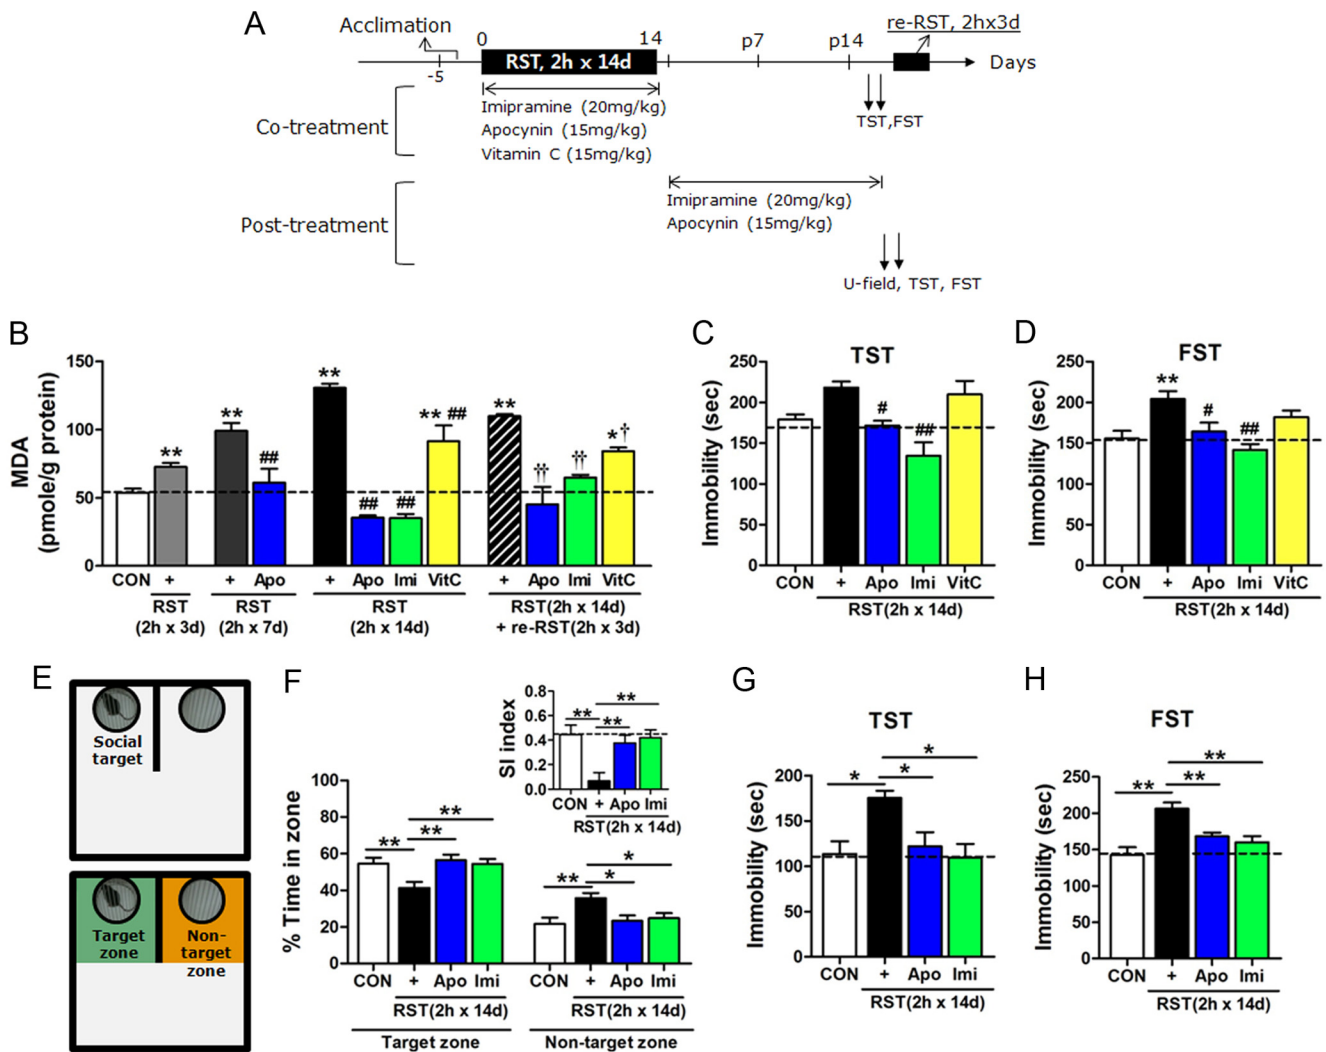 A
Acclimation
re-RST, 2hx3d
0
14
p7
p14
RST, 2h x 14d
Days
-5
Co-treatment
Imipramine (20mg/kg)
Apocynin (15mg/kg)
Vitamin C (15mg/kg)
TST,FST
Post-treatment
Imipramine (20mg/kg)
Apocynin (15mg/kg)
U-field, TST, FST
B
MDA
(pmole/g protein)
150
100
50
0
**
**
##
**
##
##
** ##
**
††
††
*†
CON + + Apo + Apo Imi VitC + Apo Imi VitC
RST
(2h x 3d)
RST
(2h x 7d)
RST
(2h x 14d)
RST(2h x 14d)
+ re-RST(2h x 3d)
C
TST
Immobility (sec)
250
200
150
100
50
0
#
##
CON + Apo Imi VitC
RST(2h x 14d)
D
FST
Immobility (sec)
250
200
150
100
50
0
**
#
##
CON + Apo Imi VitC
RST(2h x 14d)
E
Social
target
Target
zone
Non-
target
zone
F
% Time in zone
100
80
60
40
20
0
**
**
**
**
*
*
CON + Apo Imi CON + Apo Imi
RST(2h x 14d) RST(2h x 14d)
Target zone Non-target zone
SI index
0.8
0.6
0.4
0.2
0.0
**
**
**
CON + Apo Imi
RST(2h x 14d)
G
TST
Immobility (sec)
200
150
100
50
0
*
*
*
CON + Apo Imi
RST(2h x 14d)
H
FST
Immobility (sec)
250
200
150
100
50
0
**
**
**
CON + Apo Imi
RST(2h x 14d)